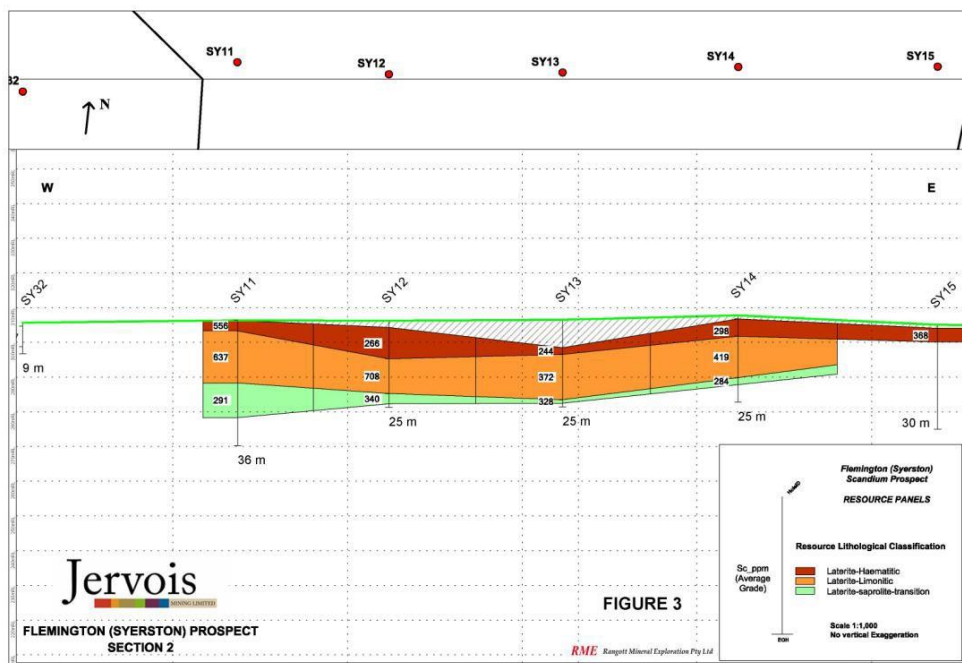 SY11
SY12
SY13
SY14
SY15
32
N
W
E
SY32
SY11
SY12
SY13
SY14
SY15
556
266
244
298
368
637
708
372
419
291
340
328
284
9 m
36 m
25 m
25 m
25 m
30 m
Flemington (Syerston)
Scandium Prospect
RESOURCE PANELS
HoleID
Resource Lithological Classification
Sc_ppm
(Average
Grade)
Laterite-Haematitic
Laterite-Limonitic
Laterite-saprolite-transition
Scale 1:1,000
No vertical Exaggeration
EOH
Jervois
MINING LIMITED
FIGURE 3
FLEMINGTON (SYERSTON) PROSPECT
SECTION 2
RME Rangott Mineral Exploration Pty Ltd